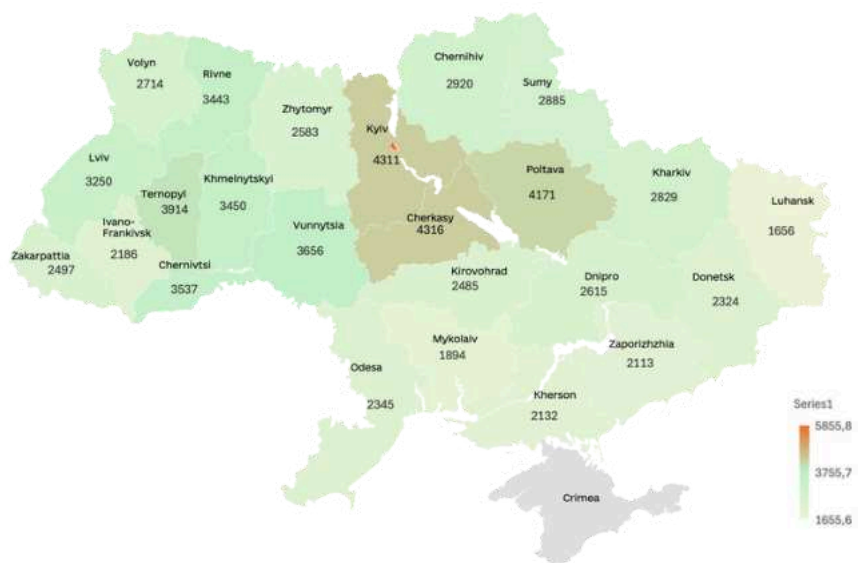 Volyn
2714
Rivne
3443
Zhytomyr
2583
Kyiv
4311
Chernihiv
2920
Sumy
2885
Lviv
3250
Ternopyl
3914
Khmelnytskyi
3450
Ivano-
Frankivsk
2186
Zakarpattia
2497
Chernivtsi
3537
Vunnytsia
3656
Cherkasy
4316
Poltava
4171
Kharkiv
2829
Luhansk
1656
Kirovohrad
2485
Dnipro
2615
Donetsk
2324
Mykolaiv
1894
Zaporizhzhia
2113
Odesa
2345
Kherson
2132
Crimea
Series1
5855,8
3755,7
1655,6